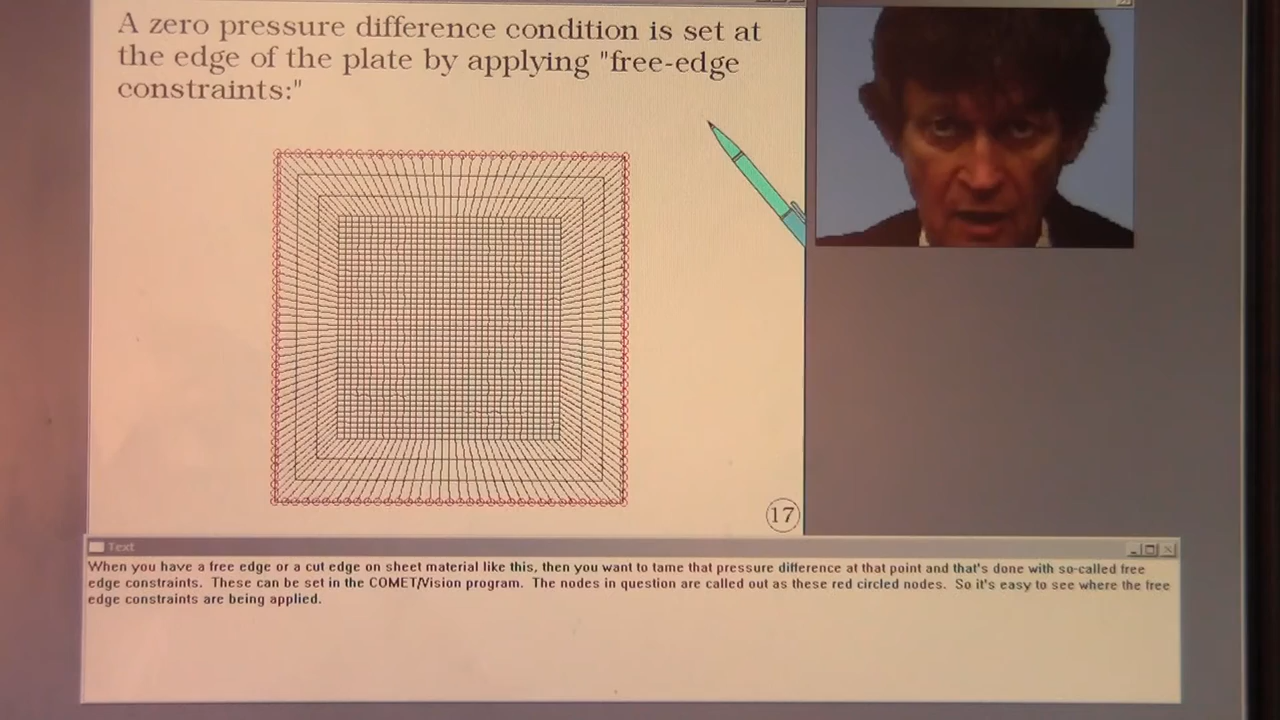 A zero pressure difference condition is set at
the edge of the plate by applying "free-edge
constraints:"
17
Text
When you have a free edge or a cut edge on sheet material like this, then you want to tame that pressure difference at that point and that's done with so-called free
edge constraints. These can be set in the COMET/Vision program. The nodes in question are called out as these red circled nodes. So it's easy to see where the free
edge constraints are being applied.